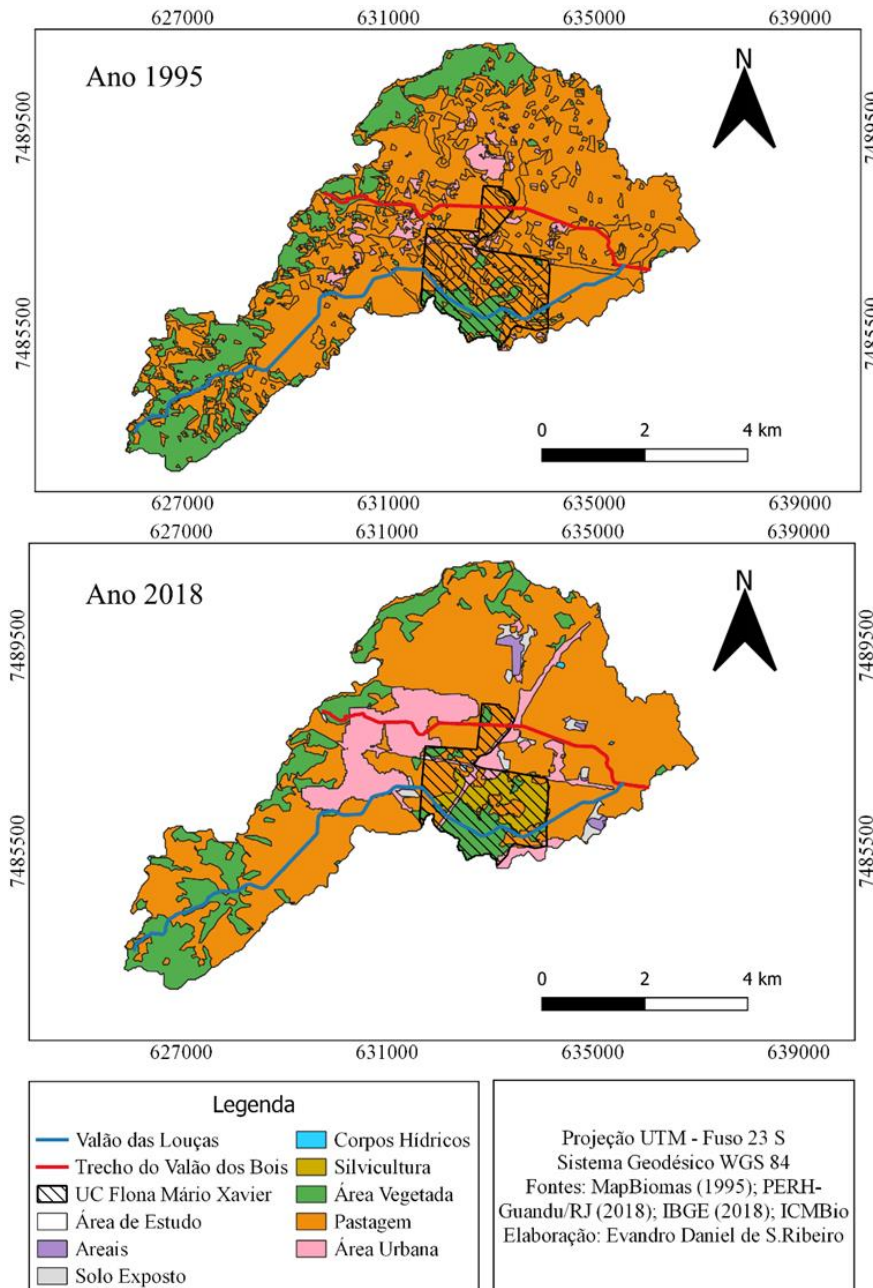 627000 631000 635000 639000
Ano 1995
N
7489500
7489500
7485500
7485500
0 2 4 km
627000 631000 635000 639000
627000 631000 635000 639000
Ano 2018
N
7489500
7489500
7485500
7485500
0 2 4 km
627000 631000 635000 639000
Legenda
Valão das Louças
Trecho do Valão dos Bois
UC Flona Mário Xavier
Área de Estudo
Areais
Solo Exposto
Corpos Hídricos
Silvicultura
Área Vegetada
Pastagem
Área Urbana
Projeção UTM - Fuso 23 S
Sistema Geodésico WGS 84
Fontes: MapBiomas (1995); PERH-
Guandu/RJ (2018); IBGE (2018); ICMBio
Elaboração: Evandro Daniel de S.Ribeiro